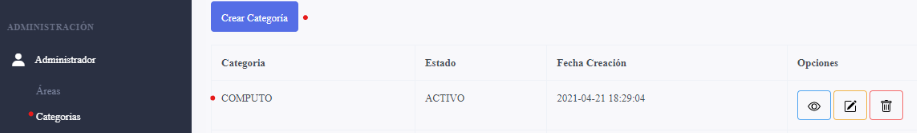 Crear Categoría
ADMINISTRACIÓN
Administrador
Áreas
Categorias
Categoria Estado Fecha Creación Opciones
COMPUTO ACTIVO 2021-04-21 18:29:04